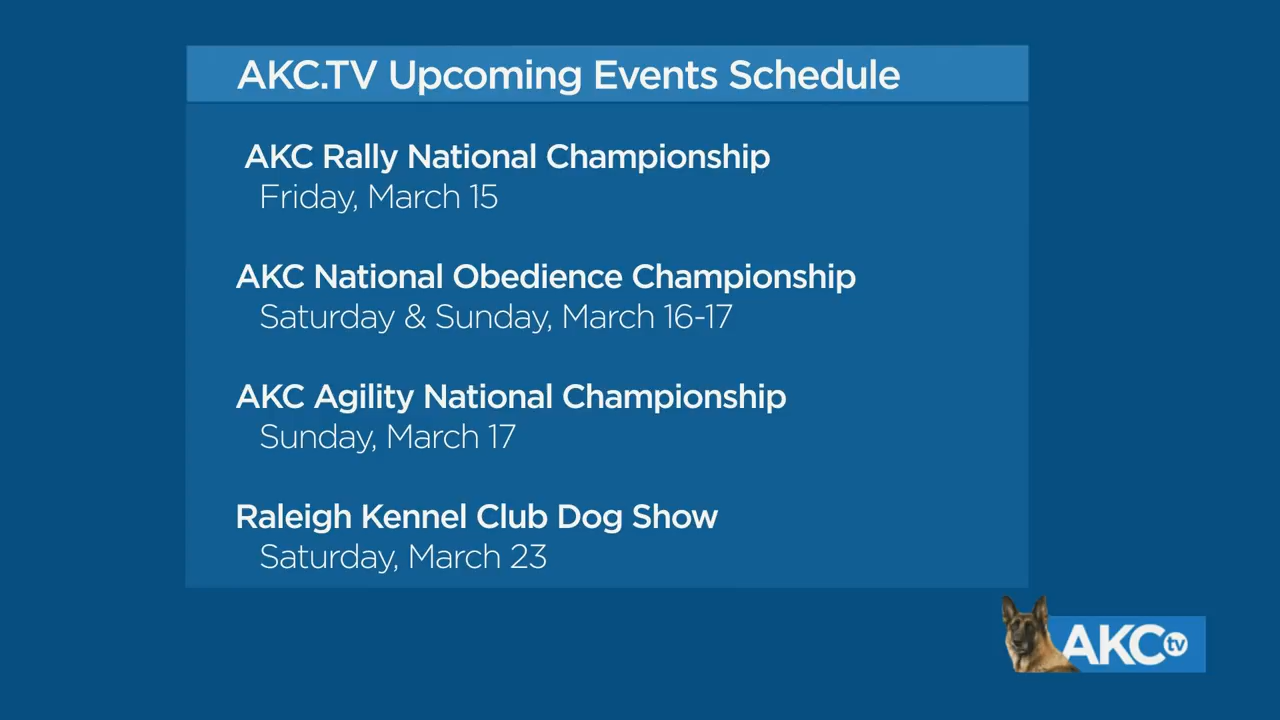 AKC.TV Upcoming Events Schedule
AKC Rally National Championship
Friday, March 15
AKC National Obedience Championship
Saturday & Sunday, March 16-17
AKC Agility National Championship
Sunday, March 17
Raleigh Kennel Club Dog Show
Saturday, March 23
AKC tv